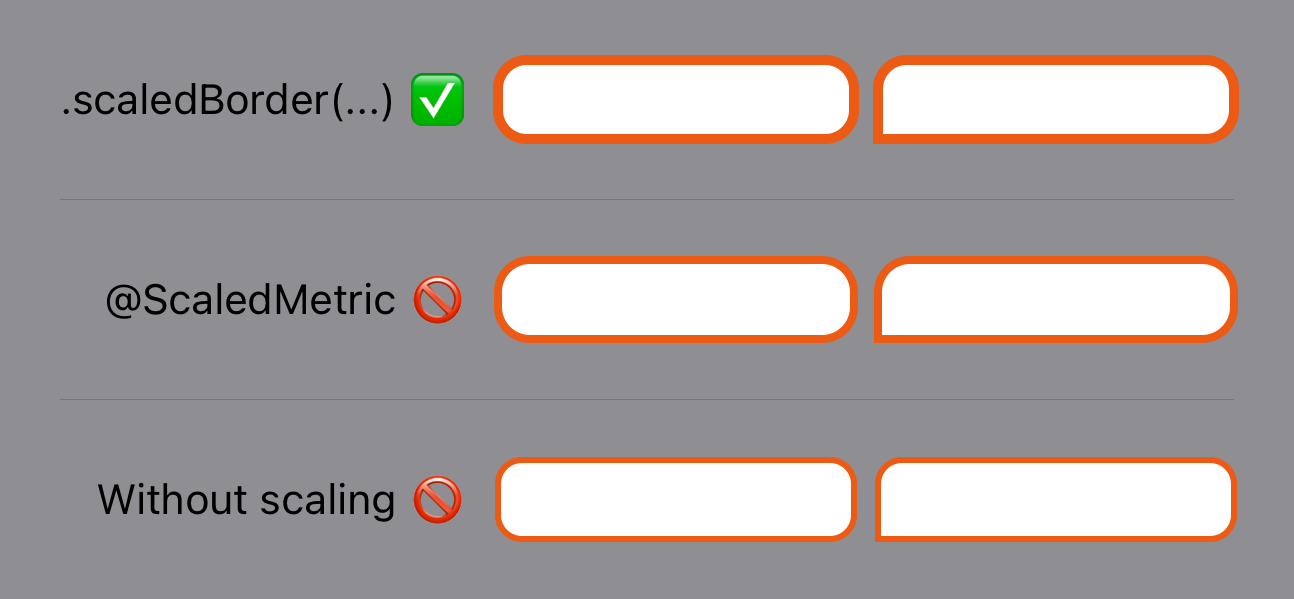 .scaledBorder(...) ✅
@ScaledMetric 🚫
Without scaling 🚫